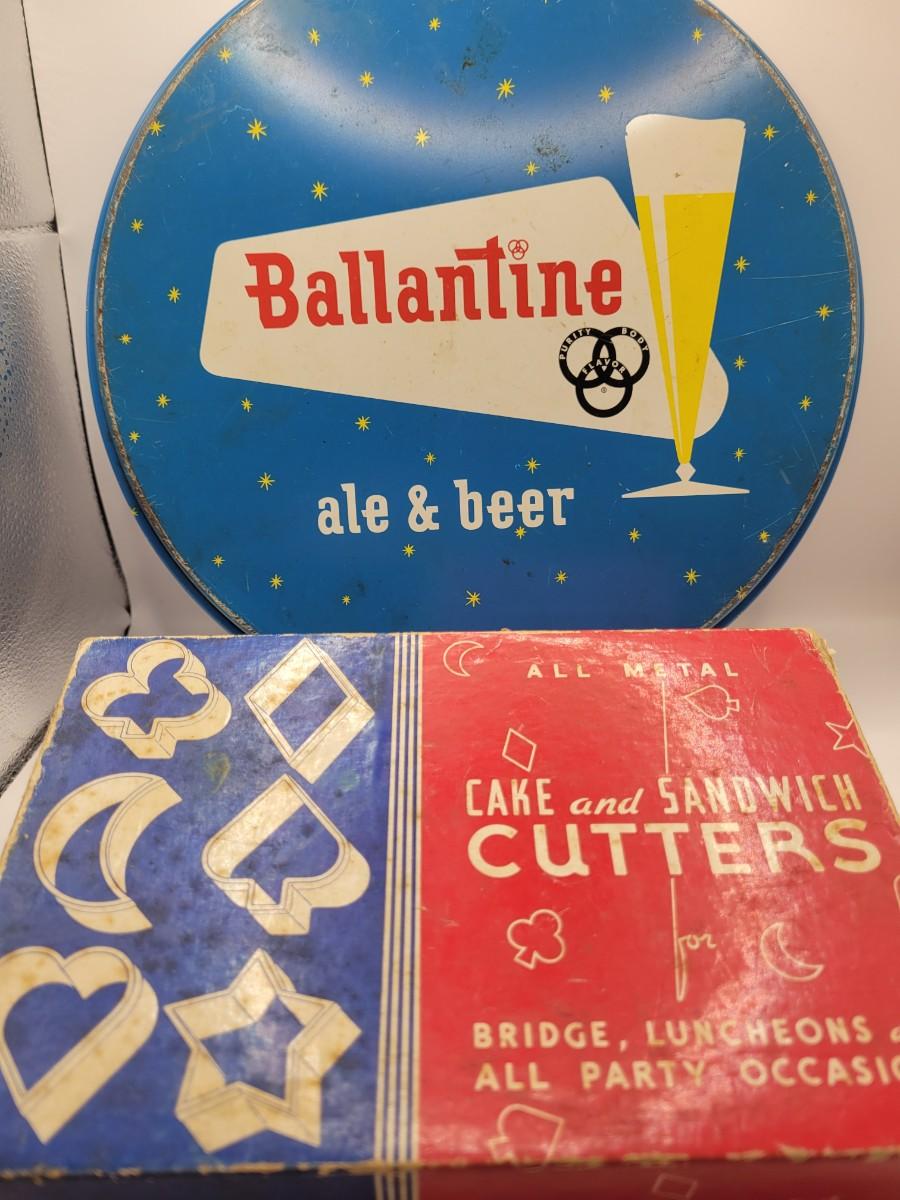 Ballantine
PURITY BODY
FLAVOR
®
ale & beer
ALL METAL
CAKE and SANDWICH
CUTTERS
for
BRIDGE, LUNCHEONS
ALL PARTY